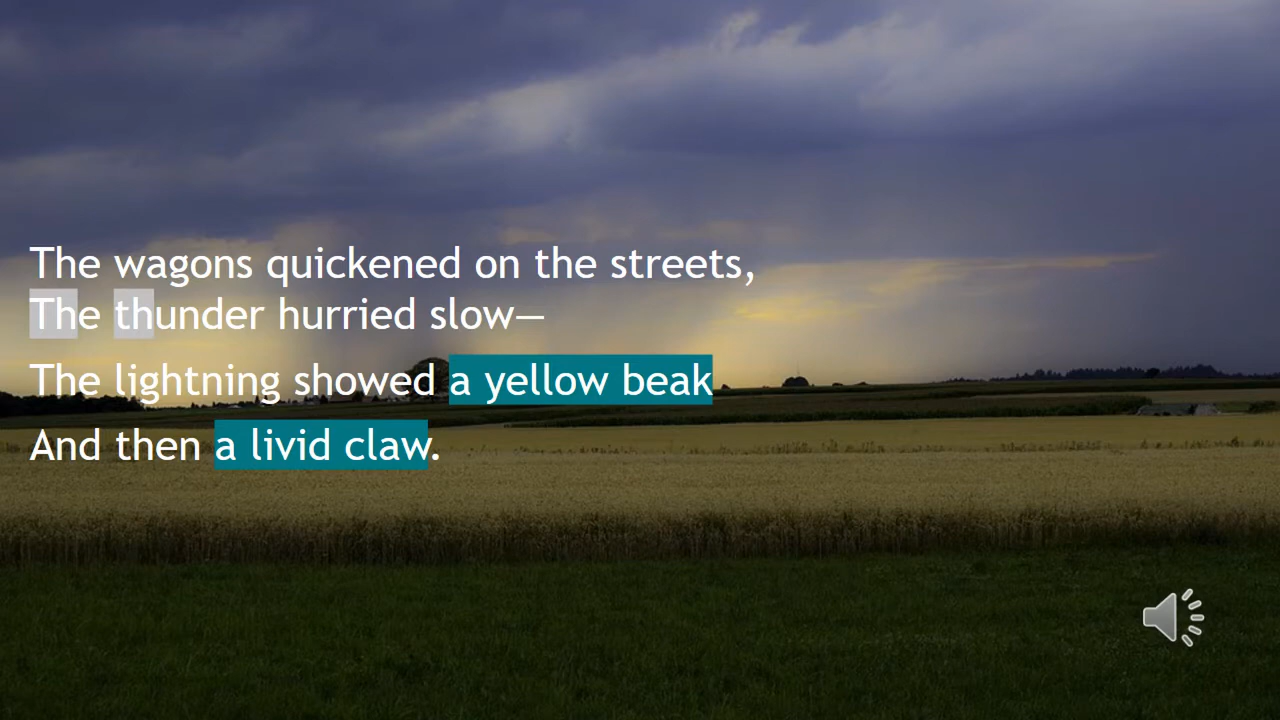 The wagons quickened on the streets,
The thunder hurried slow—
The lightning showed a yellow beak
And then a livid claw.